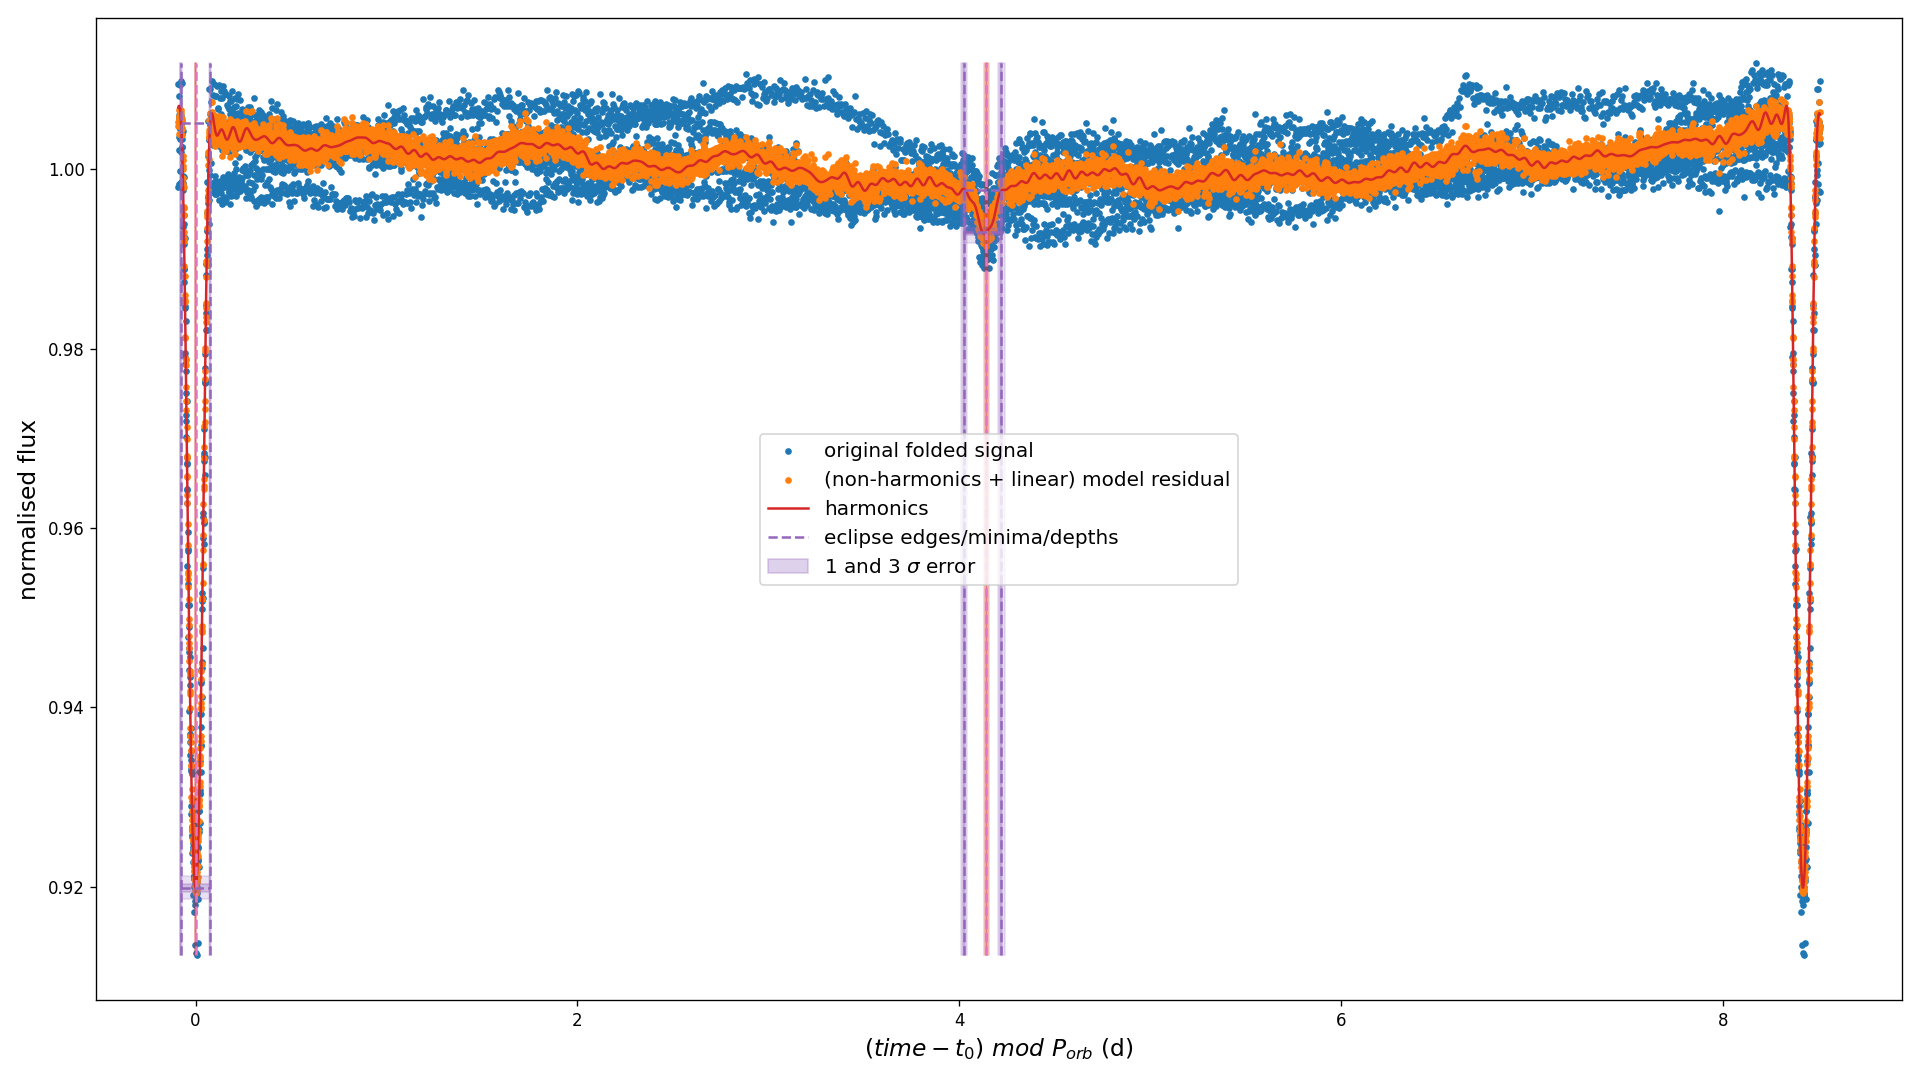 normalised flux
1.00
0.98
0.96
0.94
0.92
original folded signal
(non-harmonics + linear) model residual
harmonics
eclipse edges/minima/depths
1 and 3 σ error
0 2 4 6 8
(time − t₀) mod P_orb (d)